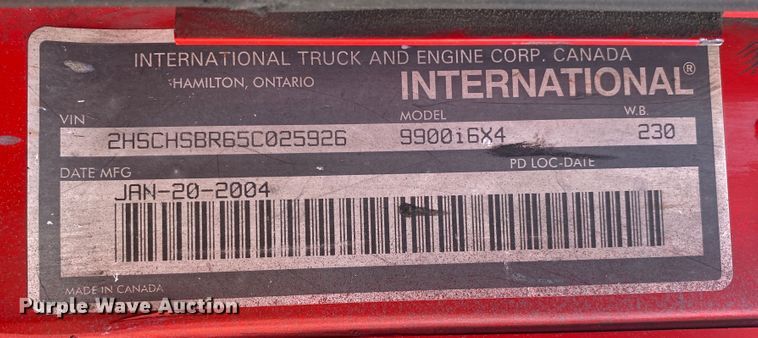 INTERNATIONAL TRUCK AND ENGINE CORP. CANADA
HAMILTON, ONTARIO
INTERNATIONAL®
VIN MODEL W.B.
2HSCHSBR65C025926 9900i6X4 230
DATE MFG PD LOC-DATE
JAN-20-2004
MADE IN CANADA
Purple Wave Auction